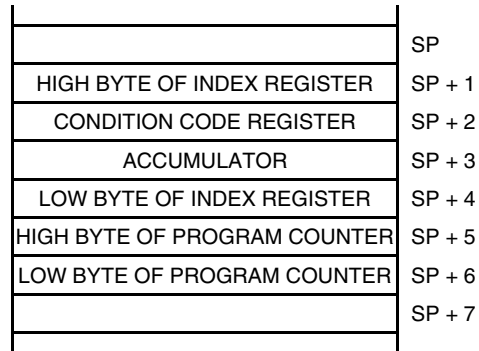 SP
HIGH BYTE OF INDEX REGISTER SP + 1
CONDITION CODE REGISTER SP + 2
ACCUMULATOR SP + 3
LOW BYTE OF INDEX REGISTER SP + 4
HIGH BYTE OF PROGRAM COUNTER SP + 5
LOW BYTE OF PROGRAM COUNTER SP + 6
SP + 7